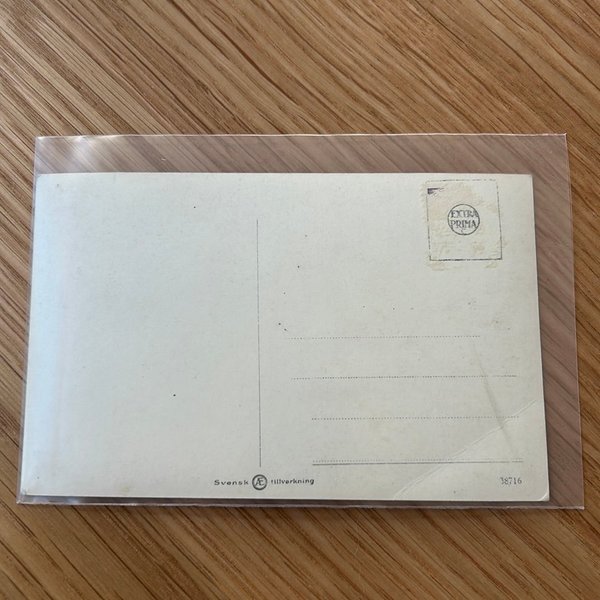 EXTRA
PRIMA
E
Svensk Æ tillverkning
38716